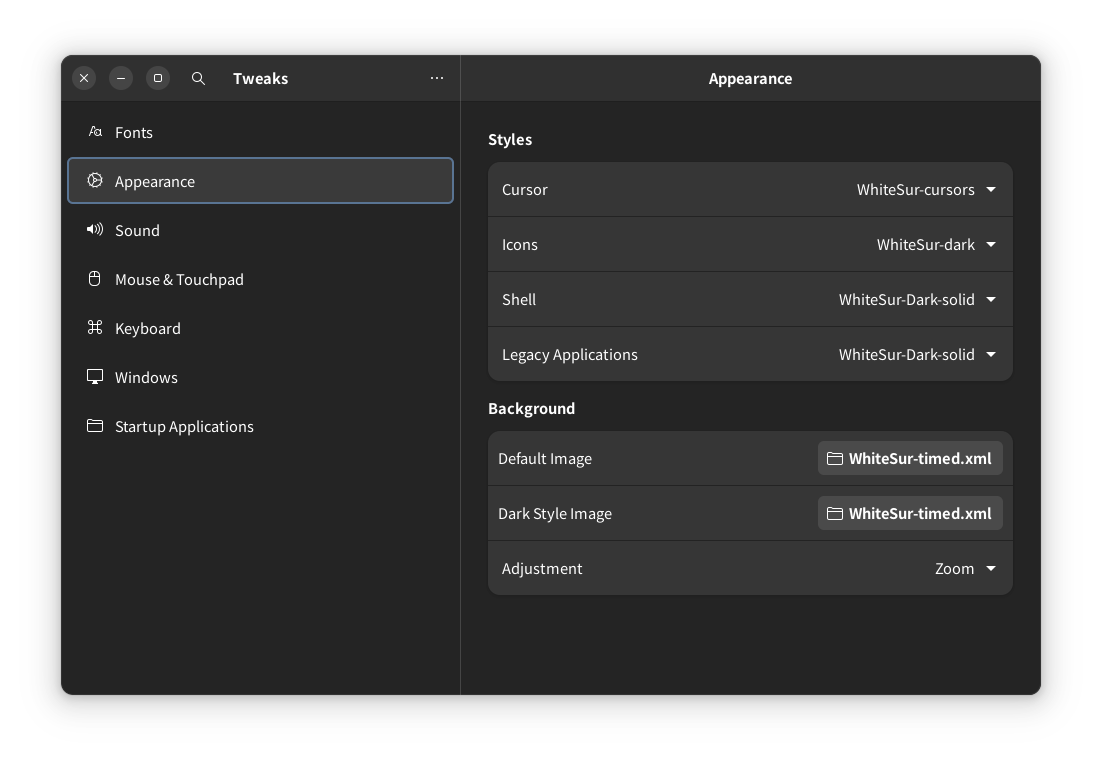 Tweaks
Appearance
Fonts
Appearance
Sound
Mouse & Touchpad
Keyboard
Windows
Startup Applications
Styles
Cursor WhiteSur-cursors
Icons WhiteSur-dark
Shell WhiteSur-Dark-solid
Legacy Applications WhiteSur-Dark-solid
Background
Default Image WhiteSur-timed.xml
Dark Style Image WhiteSur-timed.xml
Adjustment Zoom